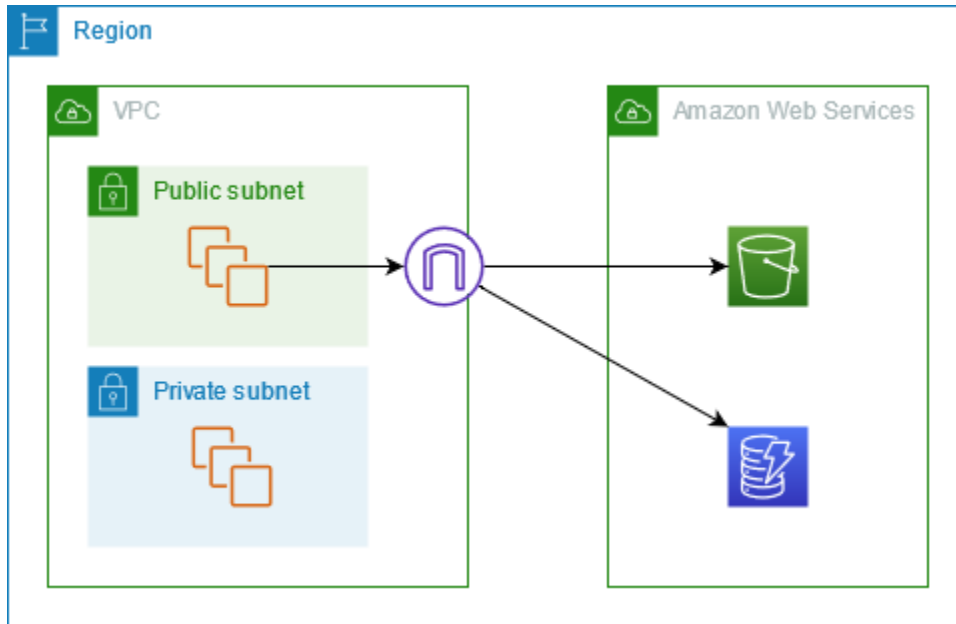 Region
VPC
Amazon Web Services
Public subnet
Private subnet